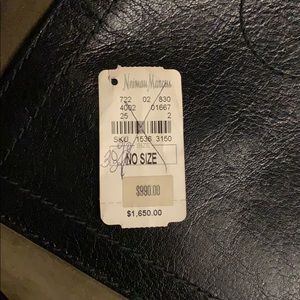 Neiman Marcus
722 02 830
4002 01667
25 2
SKU 1536 3150
NO SIZE
$990.00
$1,650.00